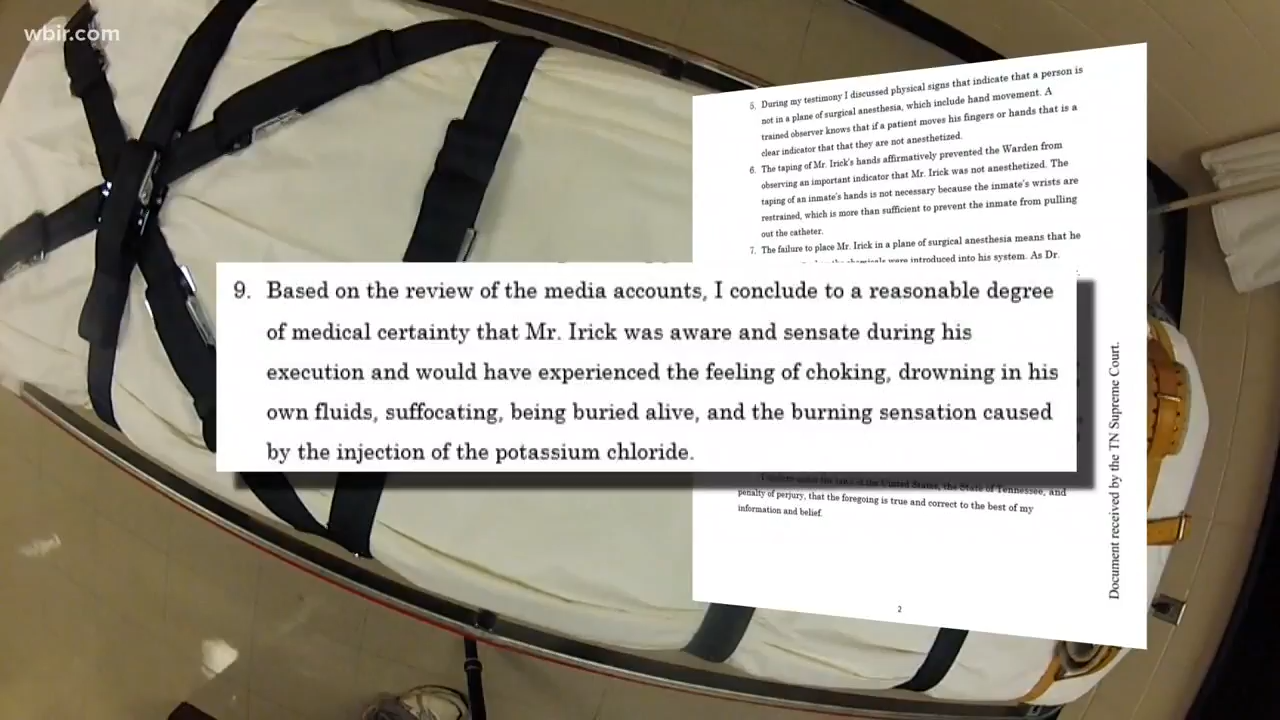 wbir.com
5. During my testimony I discussed physical signs that indicate that a person is
not in a plane of surgical anesthesia, which include hand movement. A
trained observer knows that if a patient moves his fingers or hands that is a
clear indicator that that they are not anesthetized.
6. The taping of Mr. Irick's hands affirmatively prevented the Warden from
observing an important indicator that Mr. Irick was not anesthetized. The
taping of an inmate's hands is not necessary because the inmate's wrists are
restrained, which is more than sufficient to prevent the inmate from pulling
out the catheter.
7. The failure to place Mr. Irick in a plane of surgical anesthesia means that he
were introduced into his system. As Dr.
9. Based on the review of the media accounts, I conclude to a reasonable degree
of medical certainty that Mr. Irick was aware and sensate during his
execution and would have experienced the feeling of choking, drowning in his
own fluids, suffocating, being buried alive, and the burning sensation caused
by the injection of the potassium chloride.
the State of Tennessee, and
penalty of perjury, that the foregoing is true and correct to the best of my
information and belief.
2
Document received by the TN Supreme Court.